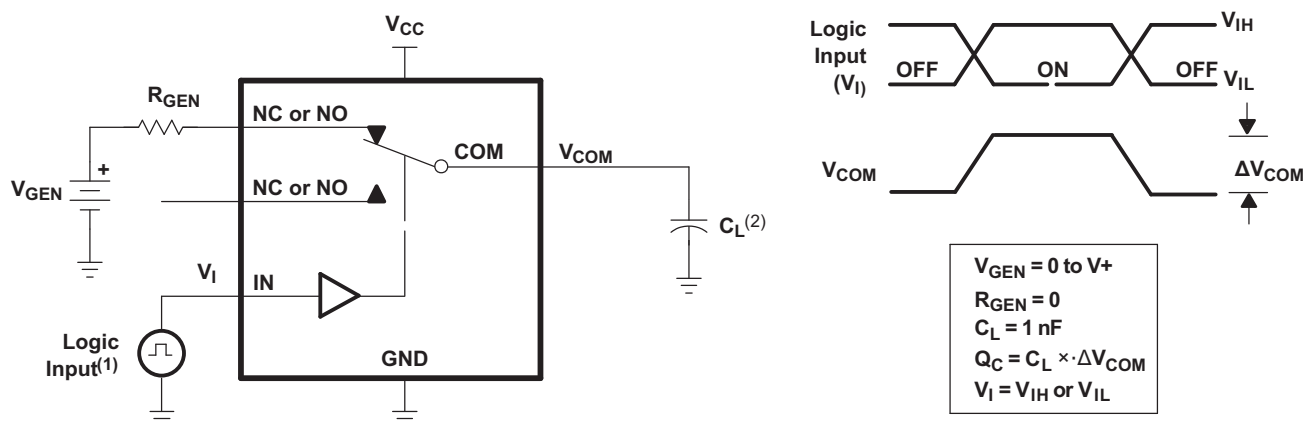 V_CC
R_GEN
NC or NO
COM
V_COM
+
V_GEN
NC or NO
C_L(2)
V_I
IN
Logic
Input(1)
GND
Logic
Input
(V_I)
OFF
ON
OFF
V_IH
V_IL
V_COM
ΔV_COM
V_GEN = 0 to V+
R_GEN = 0
C_L = 1 nF
Q_C = C_L ×·ΔV_COM
V_I = V_IH or V_IL